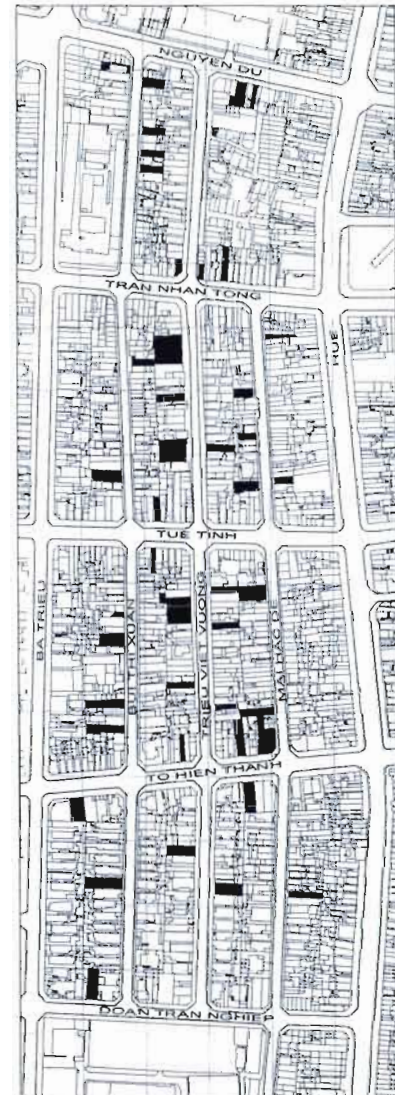 NGUYEN DU
TRAN NHAN TONG
HUE
TUE TINH
BA TRIEU
BUI THI XUAN
TRIEU VIET VUONG
MAI HAC DE
TO HIEN THANH
DOAN TRAN NGHIEP